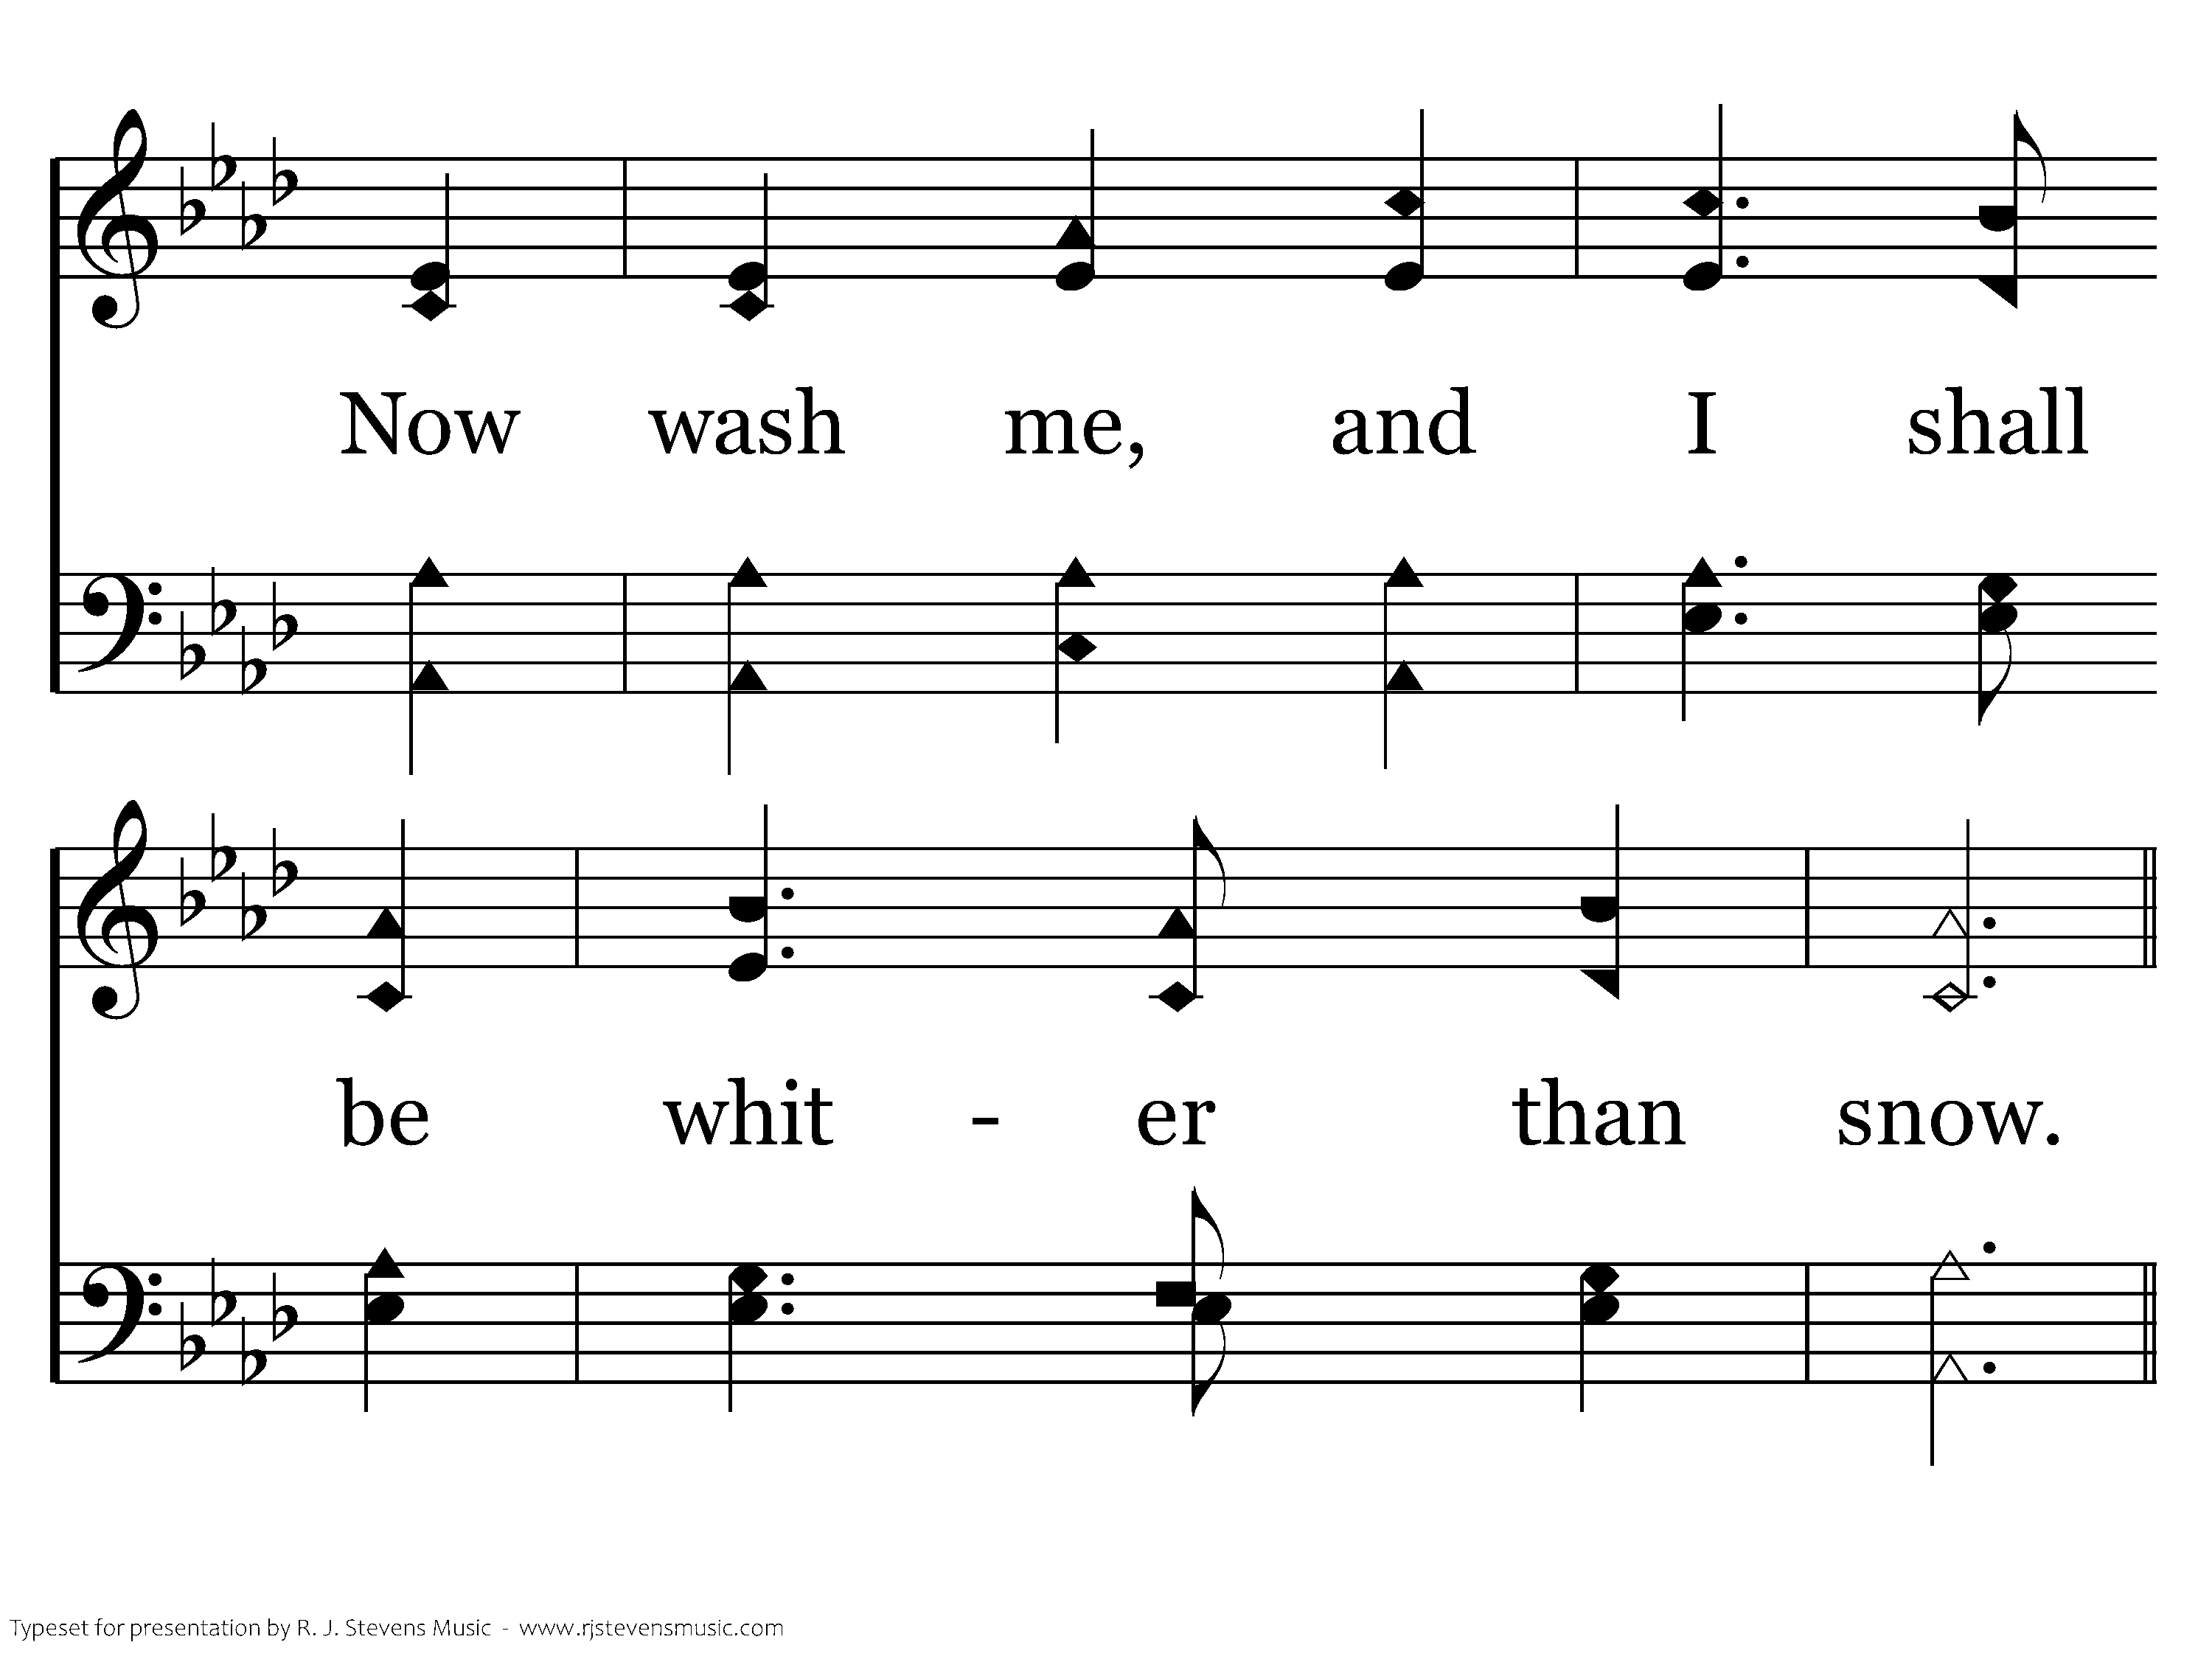 Now wash me, and I shall
be whit - er than snow.
Typeset for presentation by R. J. Stevens Music - www.rjstevensmusic.com